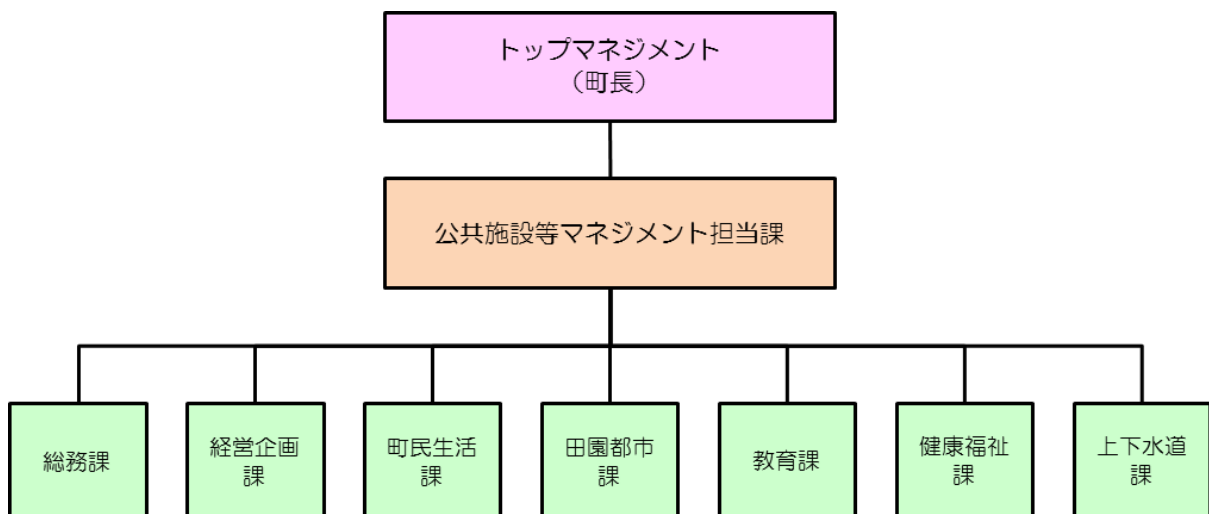 トップマネジメント
（町長）
公共施設等マネジメント担当課
総務課
経営企画
課
町民生活
課
田園都市
課
教育課
健康福祉
課
上下水道
課